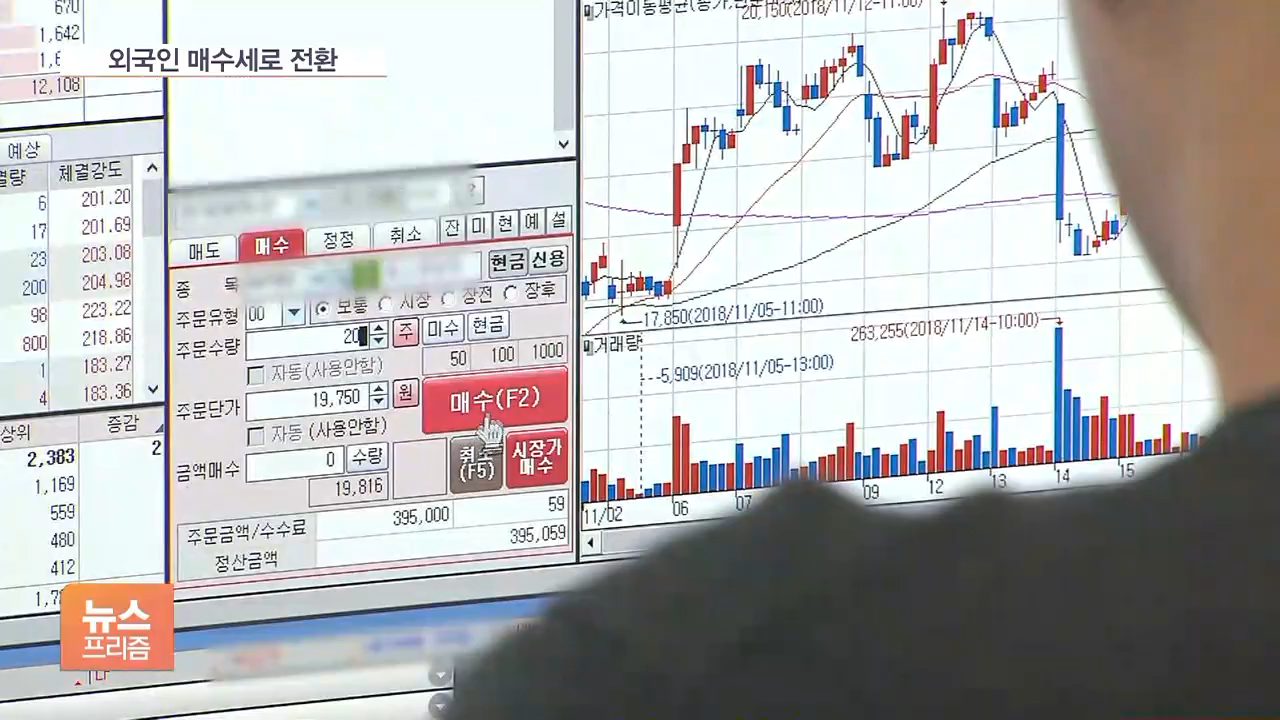 670
1,642
외국인 매수세로 전환
12,108
예상
체결강도
6 201.20
17 201.69
23 203.08
200 204.98
98 223.22
800 218.86
1 183.27
4 183.36
상위 증감
2,383 2
1,169
559
480
412
?
매도 매수 정정 취소 잔 미 현 예 설
종 목 현금 신용
주문유형 00 보통 시장 장전 장후
주문수량 20 주 미수 현금
50 100 1000
자동(사용안함)
주문단가 19,750 원 매수(F2)
자동(사용안함)
금액매수 0 수량 (F5) 시장가 매수
19,816
주문금액/수수료 395,000 59
정산금액 395,059
20,150(2018/11/12-11:00)
17,850(2018/11/05-11:00)
263,255(2018/11/14-10:00)
거래량
5,909(2018/11/05-13:00)
11/02 06 07 09 12 13 14 15
뉴스
프리즘